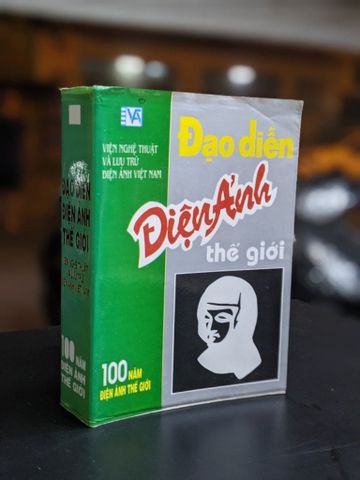 EVA
VIỆN NGHỆ THUẬT
VÀ LƯU TRỮ
ĐIỆN ẢNH VIỆT NAM
Đạo diễn
Điện Ảnh
thế giới
100 NĂM
ĐIỆN ẢNH THẾ GIỚI
ĐẠO DIỄN
ĐIỆN ẢNH
THẾ GIỚI
100 NĂM
ĐIỆN ẢNH
THẾ GIỚI